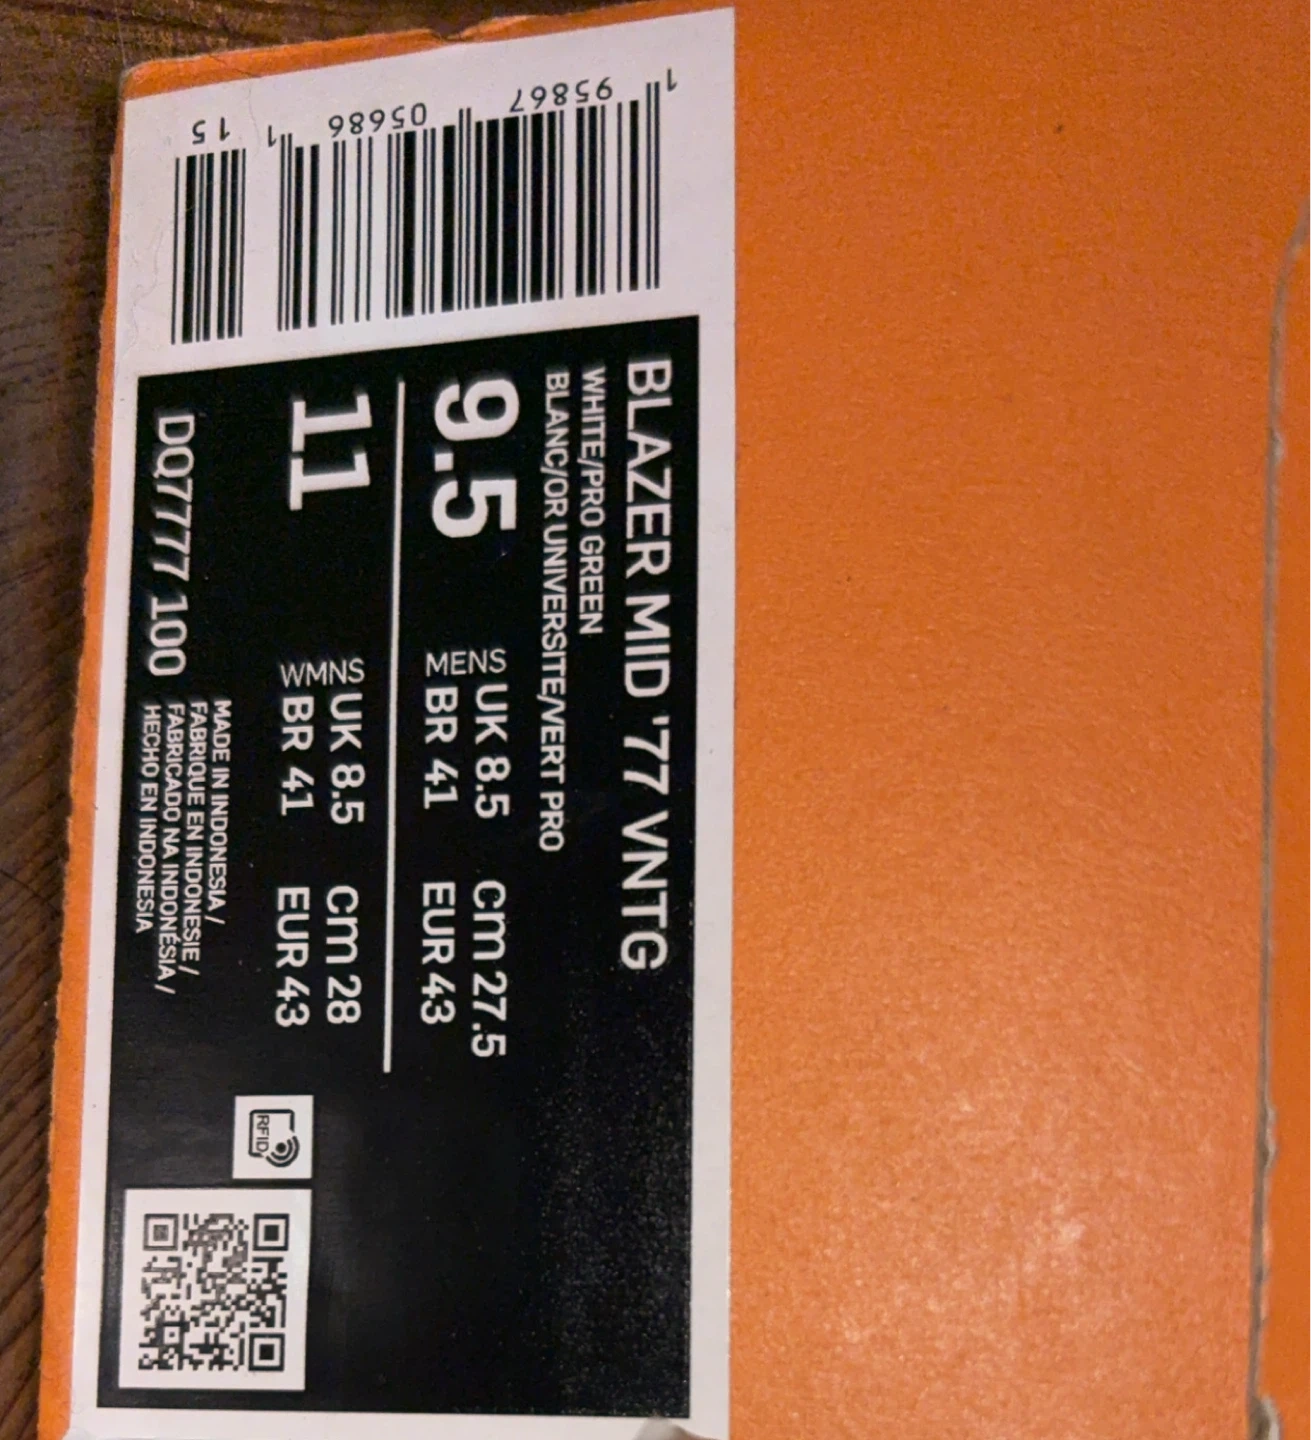 BLAZER MID '77 VNTG
WHITE/PRO GREEN
BLANC/OR UNIVERSITE/VERT PRO
9.5
MENS
UK 8.5 cm 27.5
BR 41 EUR 43
11
WMNS
UK 8.5 cm 28
BR 41 EUR 43
DQ7777 100
MADE IN INDONESIA /
FABRIQUE EN INDONESIE /
FABRICADO NA INDONÉSIA /
HECHO EN INDONESIA
RFID
1 95867 05686 1 15